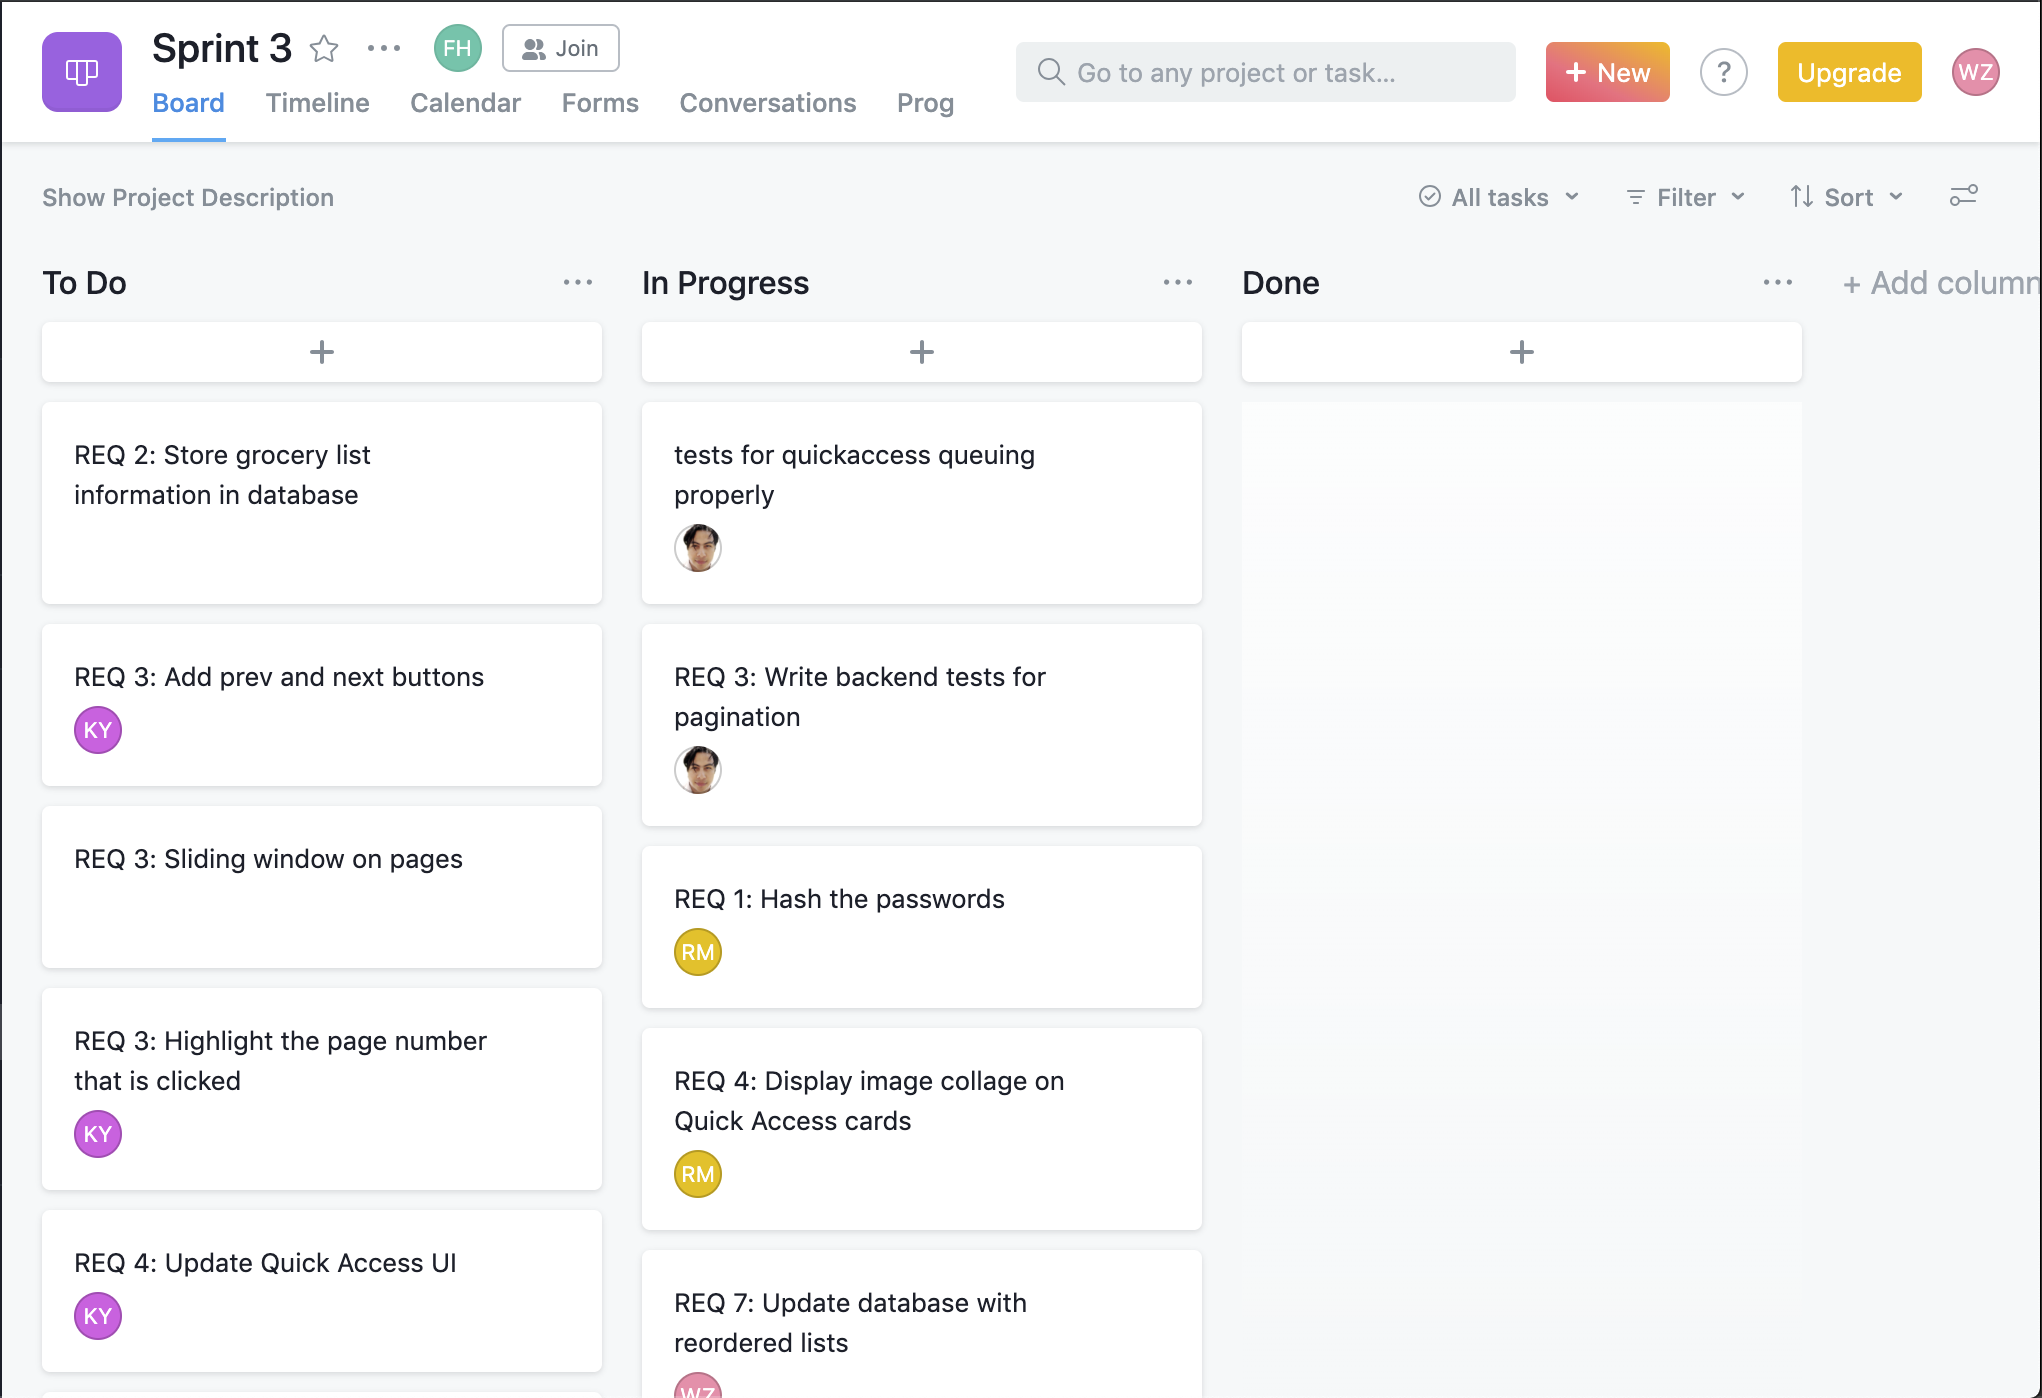 Sprint 3
FH
Join
Board
Timeline
Calendar
Forms
Conversations
Prog
Go to any project or task...
+ New
?
Upgrade
WZ
Show Project Description
All tasks
Filter
Sort
To Do
+
REQ 2: Store grocery list
information in database
REQ 3: Add prev and next buttons
KY
REQ 3: Sliding window on pages
REQ 3: Highlight the page number
that is clicked
KY
REQ 4: Update Quick Access UI
KY
In Progress
+
tests for quickaccess queuing
properly
REQ 3: Write backend tests for
pagination
REQ 1: Hash the passwords
RM
REQ 4: Display image collage on
Quick Access cards
RM
REQ 7: Update database with
reordered lists
WZ
Done
+
+ Add column